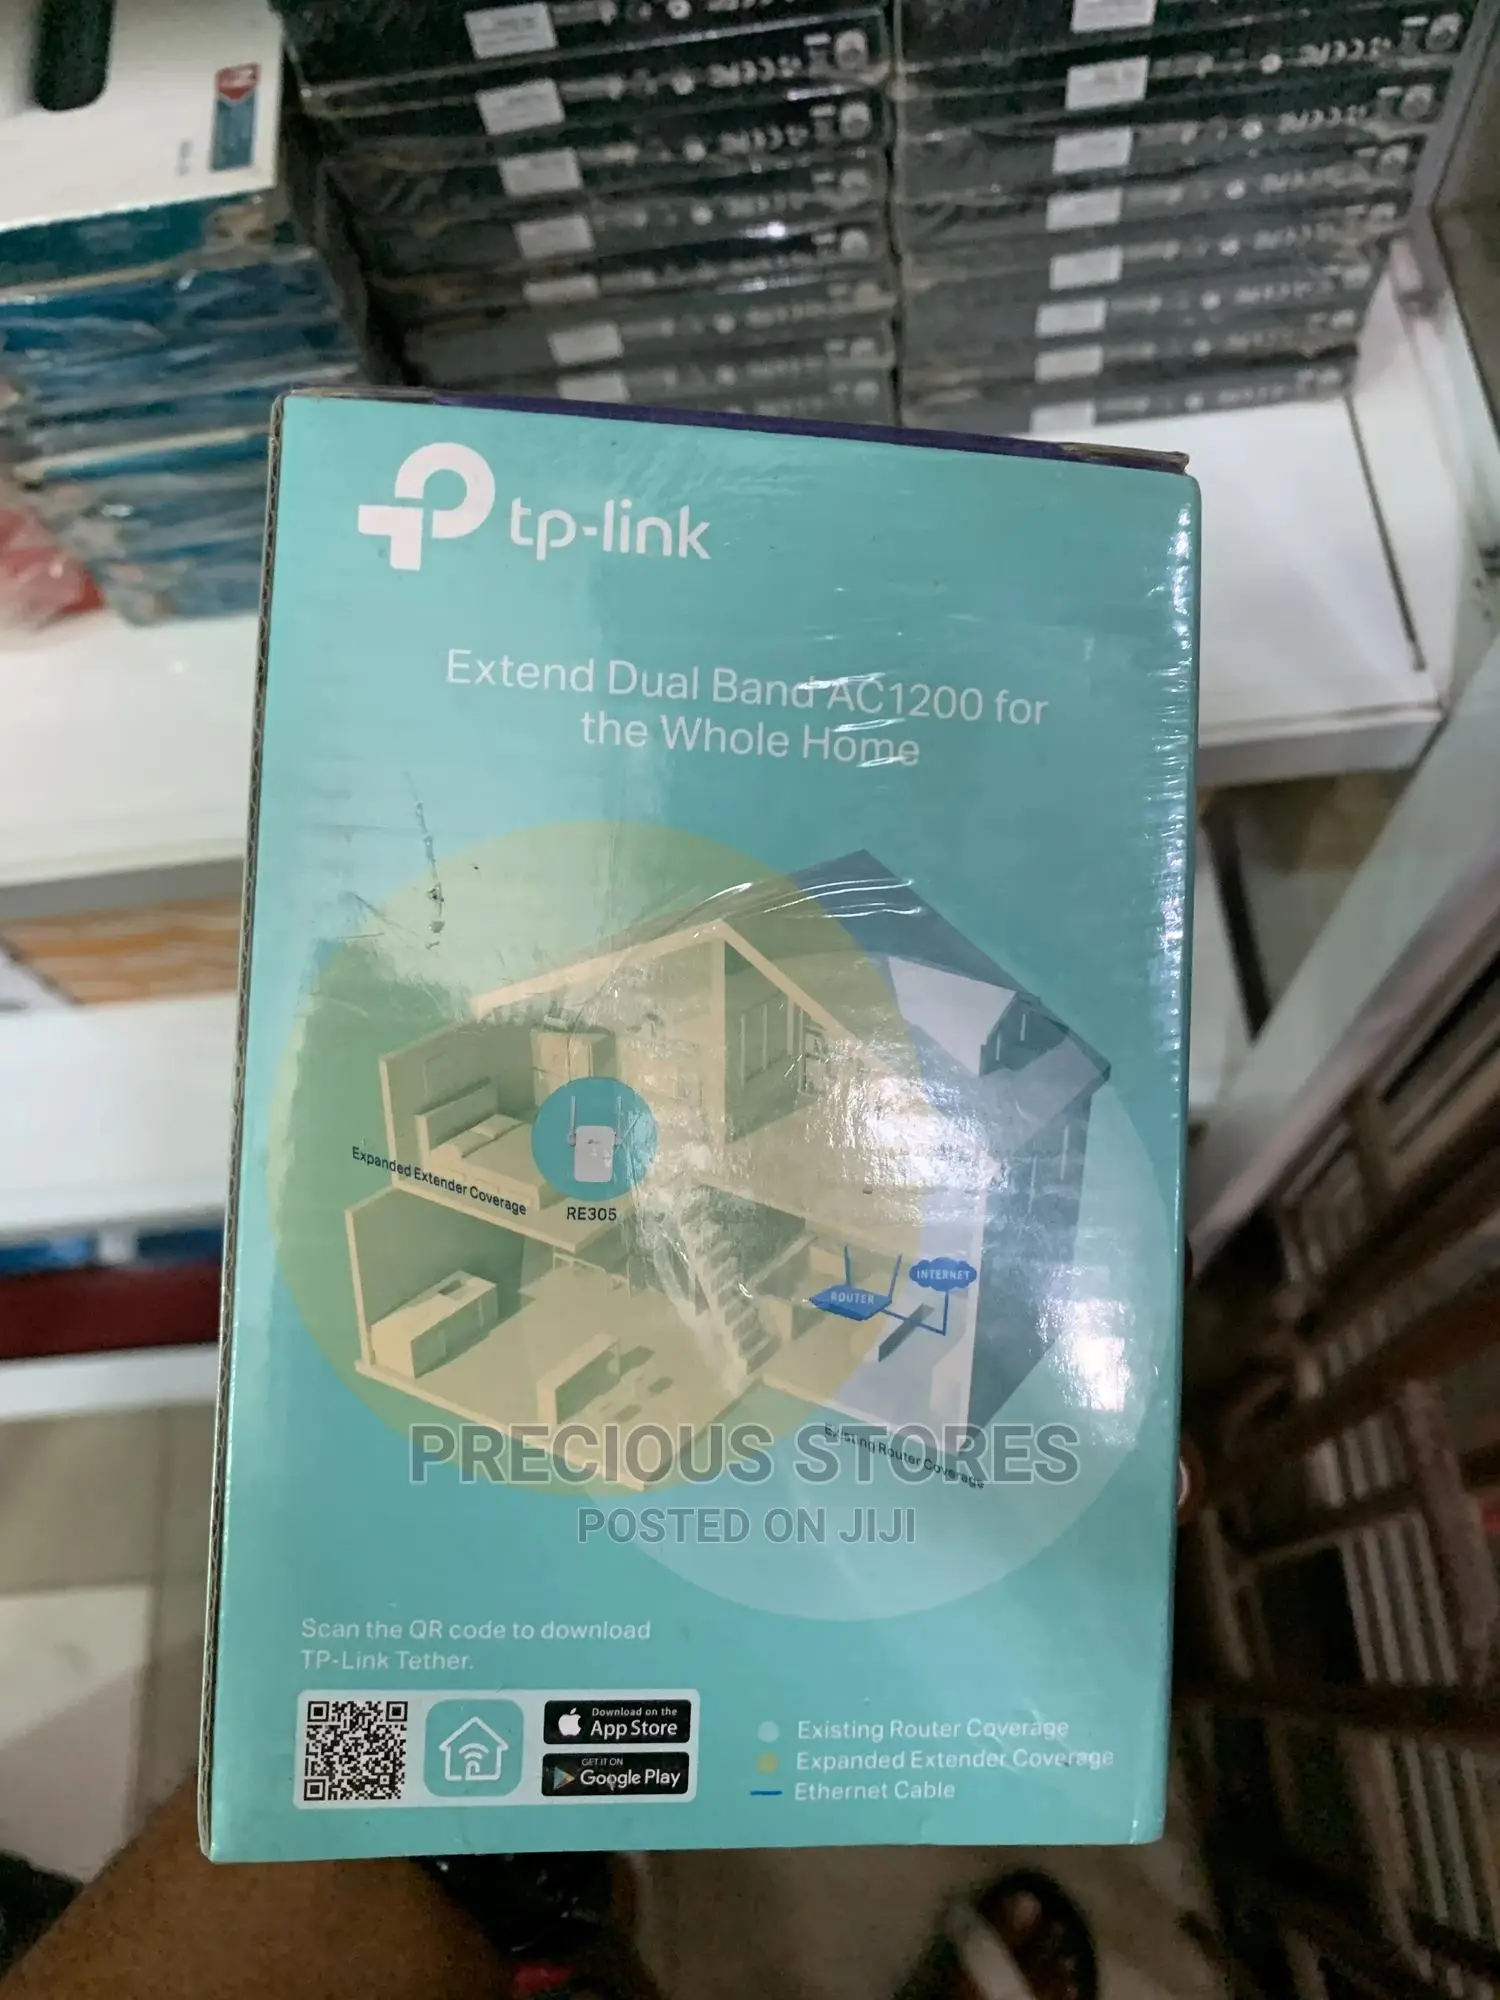 tp-link
Extend Dual Band AC1200 for
the Whole Home
Expanded Extender Coverage
RE305
INTERNET
ROUTER
Existing Router Coverage
PRECIOUS STORES
POSTED ON JIJI
Scan the QR code to download
TP-Link Tether.
Download on the
App Store
GET IT ON
Google Play
Existing Router Coverage
Expanded Extender Coverage
Ethernet Cable